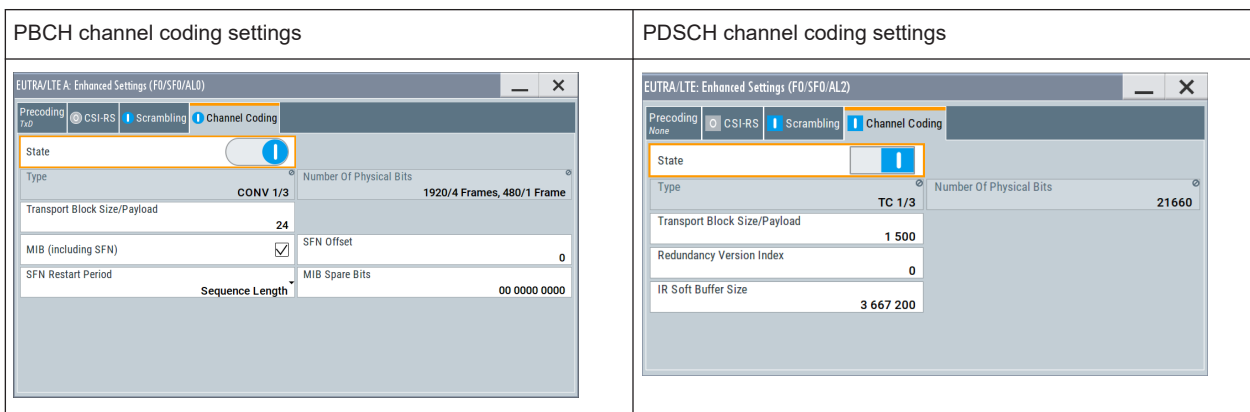 PBCH channel coding settings
PDSCH channel coding settings
EUTRA/LTE A: Enhanced Settings (F0/SF0/AL0)
Precoding
TxD
0 CSI-RS
I Scrambling
I Channel Coding
State
I
Type
CONV 1/3
Number Of Physical Bits
1920/4 Frames, 480/1 Frame
Transport Block Size/Payload
24
MIB (including SFN)
SFN Offset
0
SFN Restart Period
Sequence Length
MIB Spare Bits
00 0000 0000
EUTRA/LTE: Enhanced Settings (F0/SF0/AL2)
Precoding
None
0 CSI-RS
I Scrambling
I Channel Coding
State
I
Type
TC 1/3
Number Of Physical Bits
21660
Transport Block Size/Payload
1 500
Redundancy Version Index
0
IR Soft Buffer Size
3 667 200